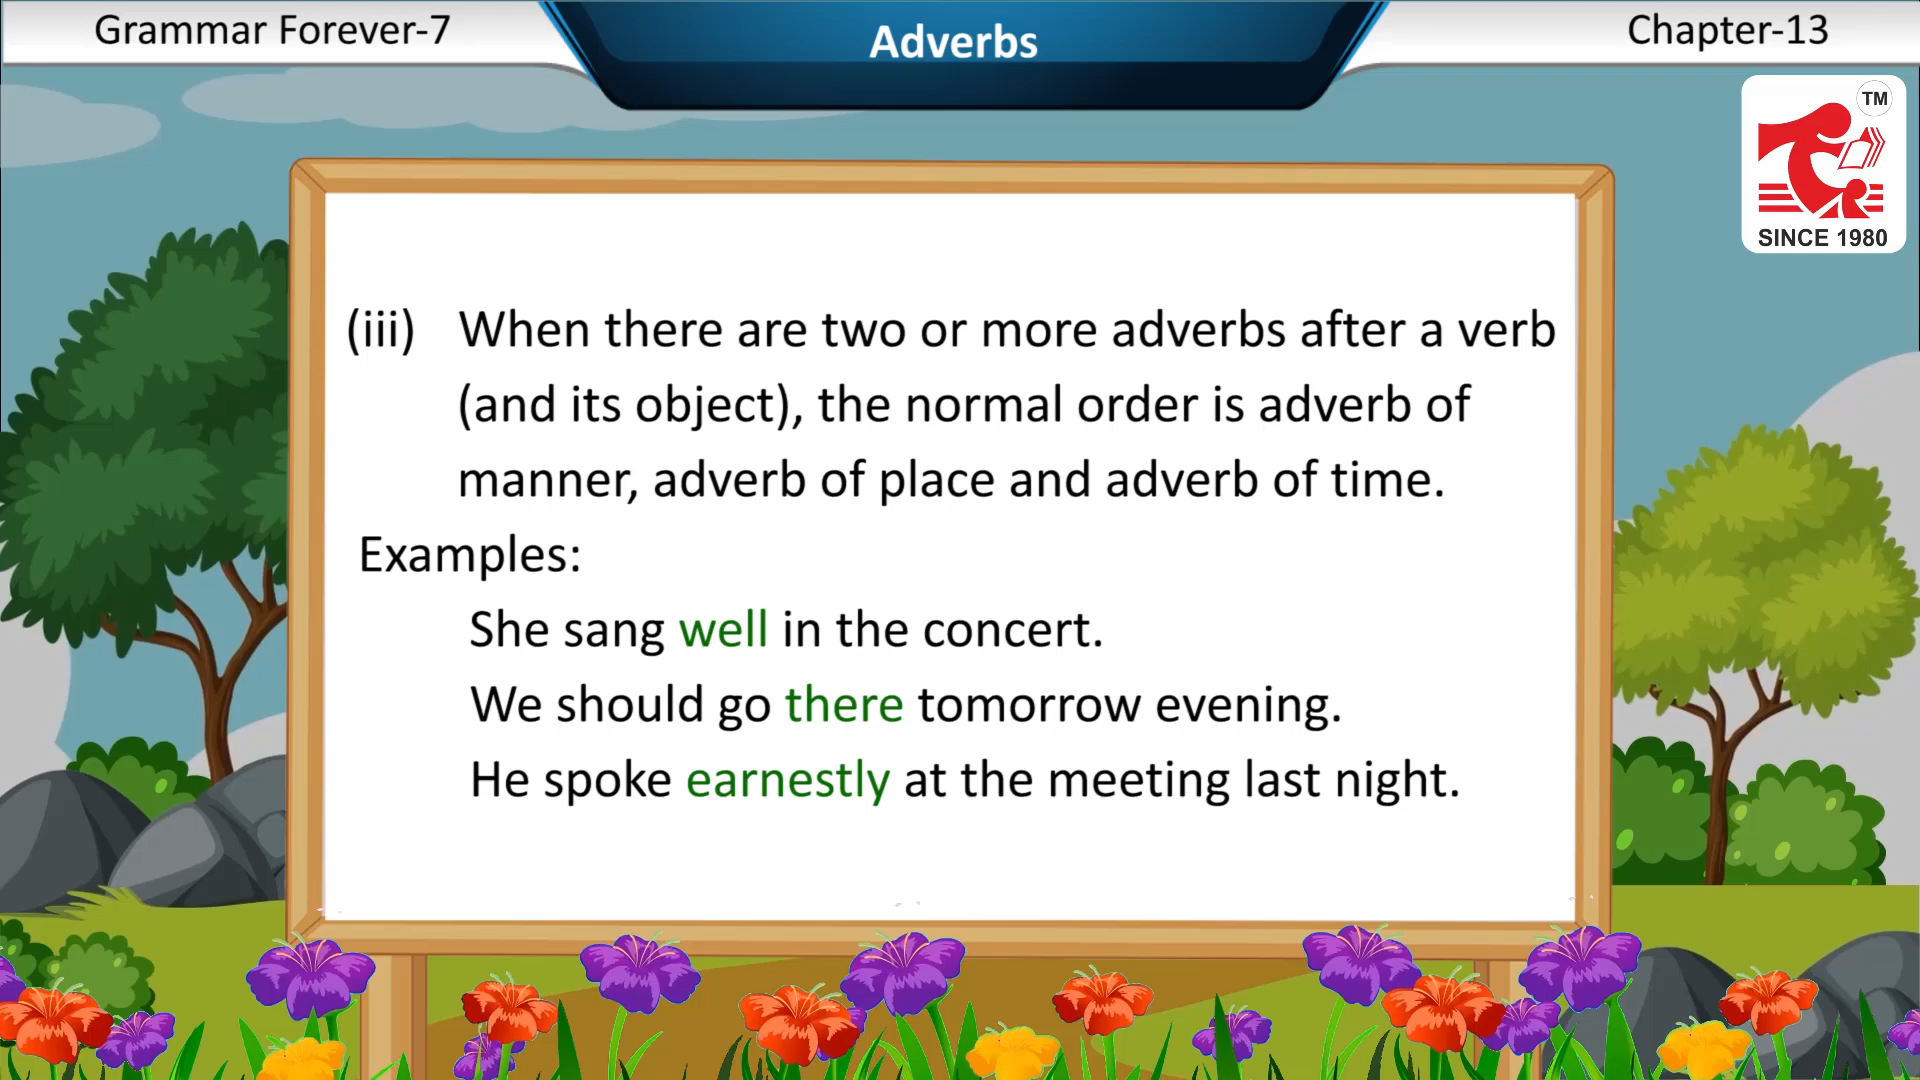 Grammar Forever-7
Adverbs
Chapter-13
TM
SINCE 1980
(iii) When there are two or more adverbs after a verb
(and its object), the normal order is adverb of
manner, adverb of place and adverb of time.
Examples:
She sang well in the concert.
We should go there tomorrow evening.
He spoke earnestly at the meeting last night.